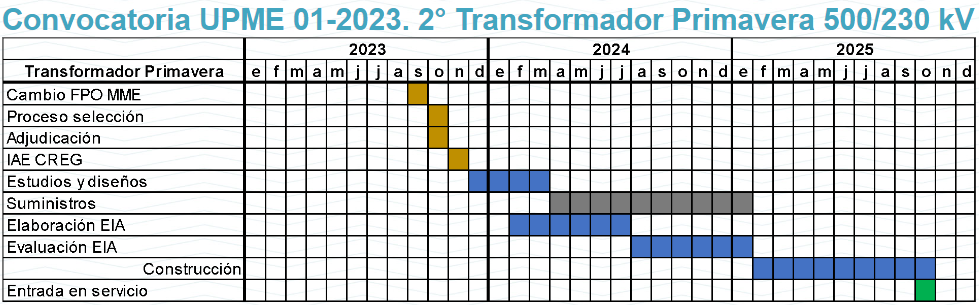 Convocatoria UPME 01-2023. 2° Transformador Primavera 500/230 kV
2023 2024 2025
Transformador Primavera e f m a m j j a s o n d e f m a m j j a s o n d e f m a m j j a s o n d
Cambio FPO MME
Proceso selección
Adjudicación
IAE CREG
Estudios y diseños
Suministros
Elaboración EIA
Evaluación EIA
Construcción
Entrada en servicio